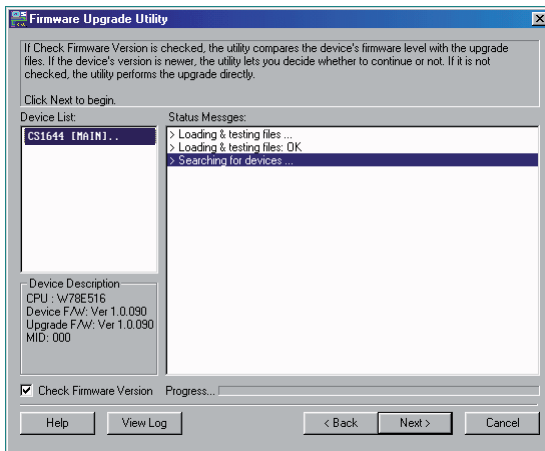 Firmware Upgrade Utility
If Check Firmware Version is checked, the utility compares the device's firmware level with the upgrade
files. If the device's version is newer, the utility lets you decide whether to continue or not. If it is not
checked, the utility performs the upgrade directly.
Click Next to begin.
Device List:
CS1644 [MAIN]..
Status Messges:
> Loading & testing files ...
> Loading & testing files: OK
> Searching for devices ...
Device Description
CPU : W78E516
Device F/W: Ver 1.0.090
Upgrade F/W: Ver 1.0.090
MID: 000
Check Firmware Version
Progress...
Help
View Log
< Back
Next >
Cancel